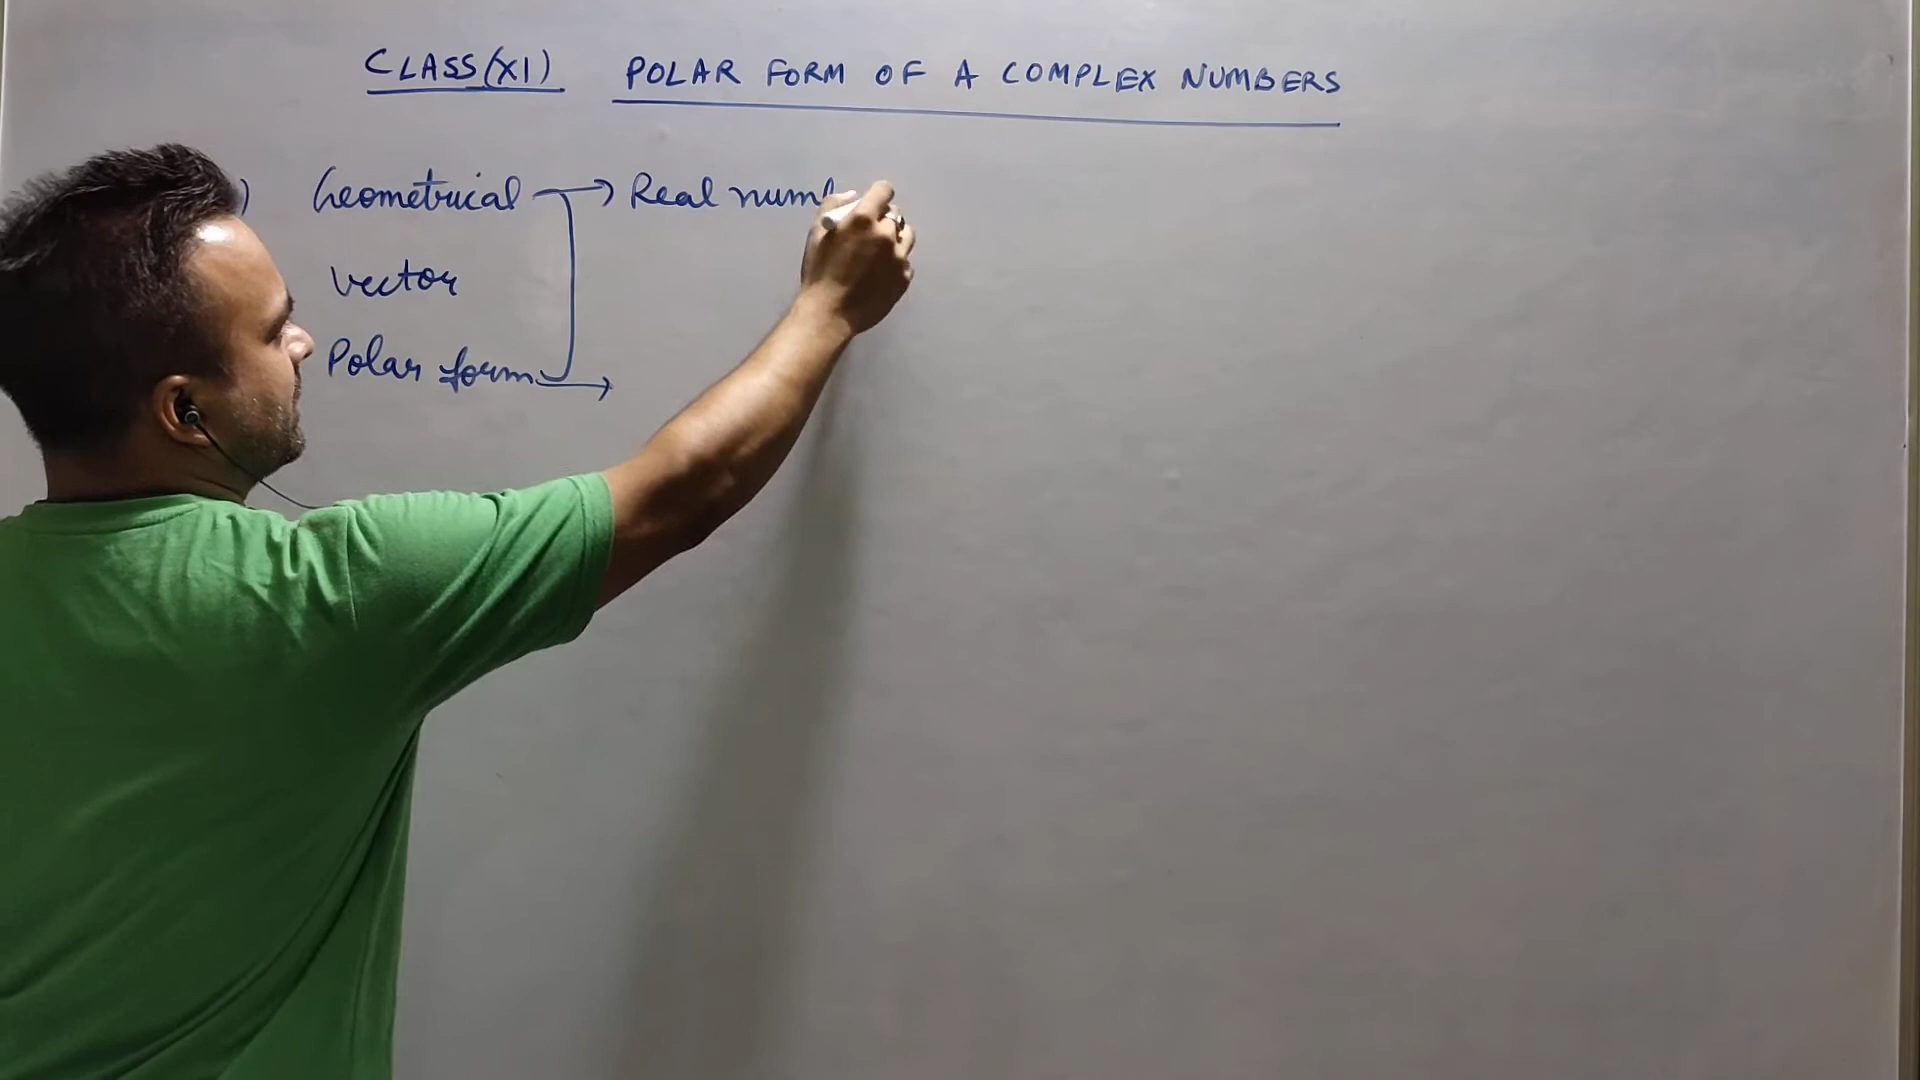 CLASS(XI) POLAR FORM OF A COMPLEX NUMBERS
) Geometrical → Real num
vector
Polar form →